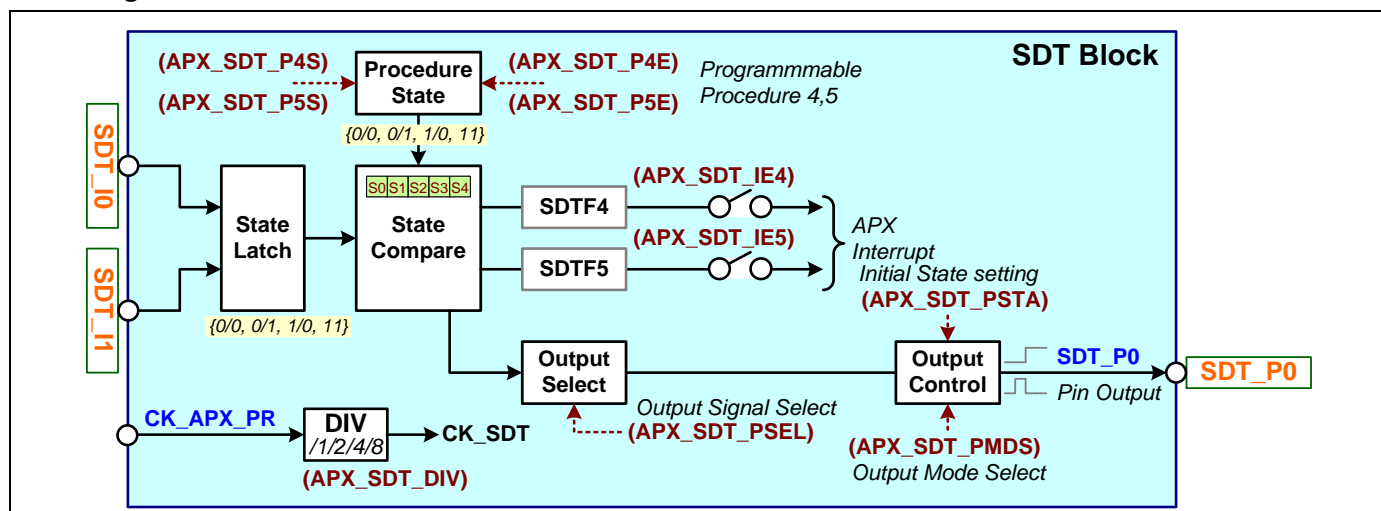 SDT Block
(APX_SDT_P4S)
(APX_SDT_P5S)
Procedure
State
(APX_SDT_P4E)
(APX_SDT_P5E)
Programmmable
Procedure 4,5
{0/0, 0/1, 1/0, 11}
SDT_I0
SDT_I1
State
Latch
{0/0, 0/1, 1/0, 11}
S0 S1 S2 S3 S4
State
Compare
SDTF4
(APX_SDT_IE4)
SDTF5
(APX_SDT_IE5)
APX
Interrupt
Initial State setting
(APX_SDT_PSTA)
Output
Select
Output Signal Select
(APX_SDT_PSEL)
Output
Control
(APX_SDT_PMDS)
Output Mode Select
SDT_P0
Pin Output
SDT_P0
CK_APX_PR
DIV
/1/2/4/8
(APX_SDT_DIV)
CK_SDT